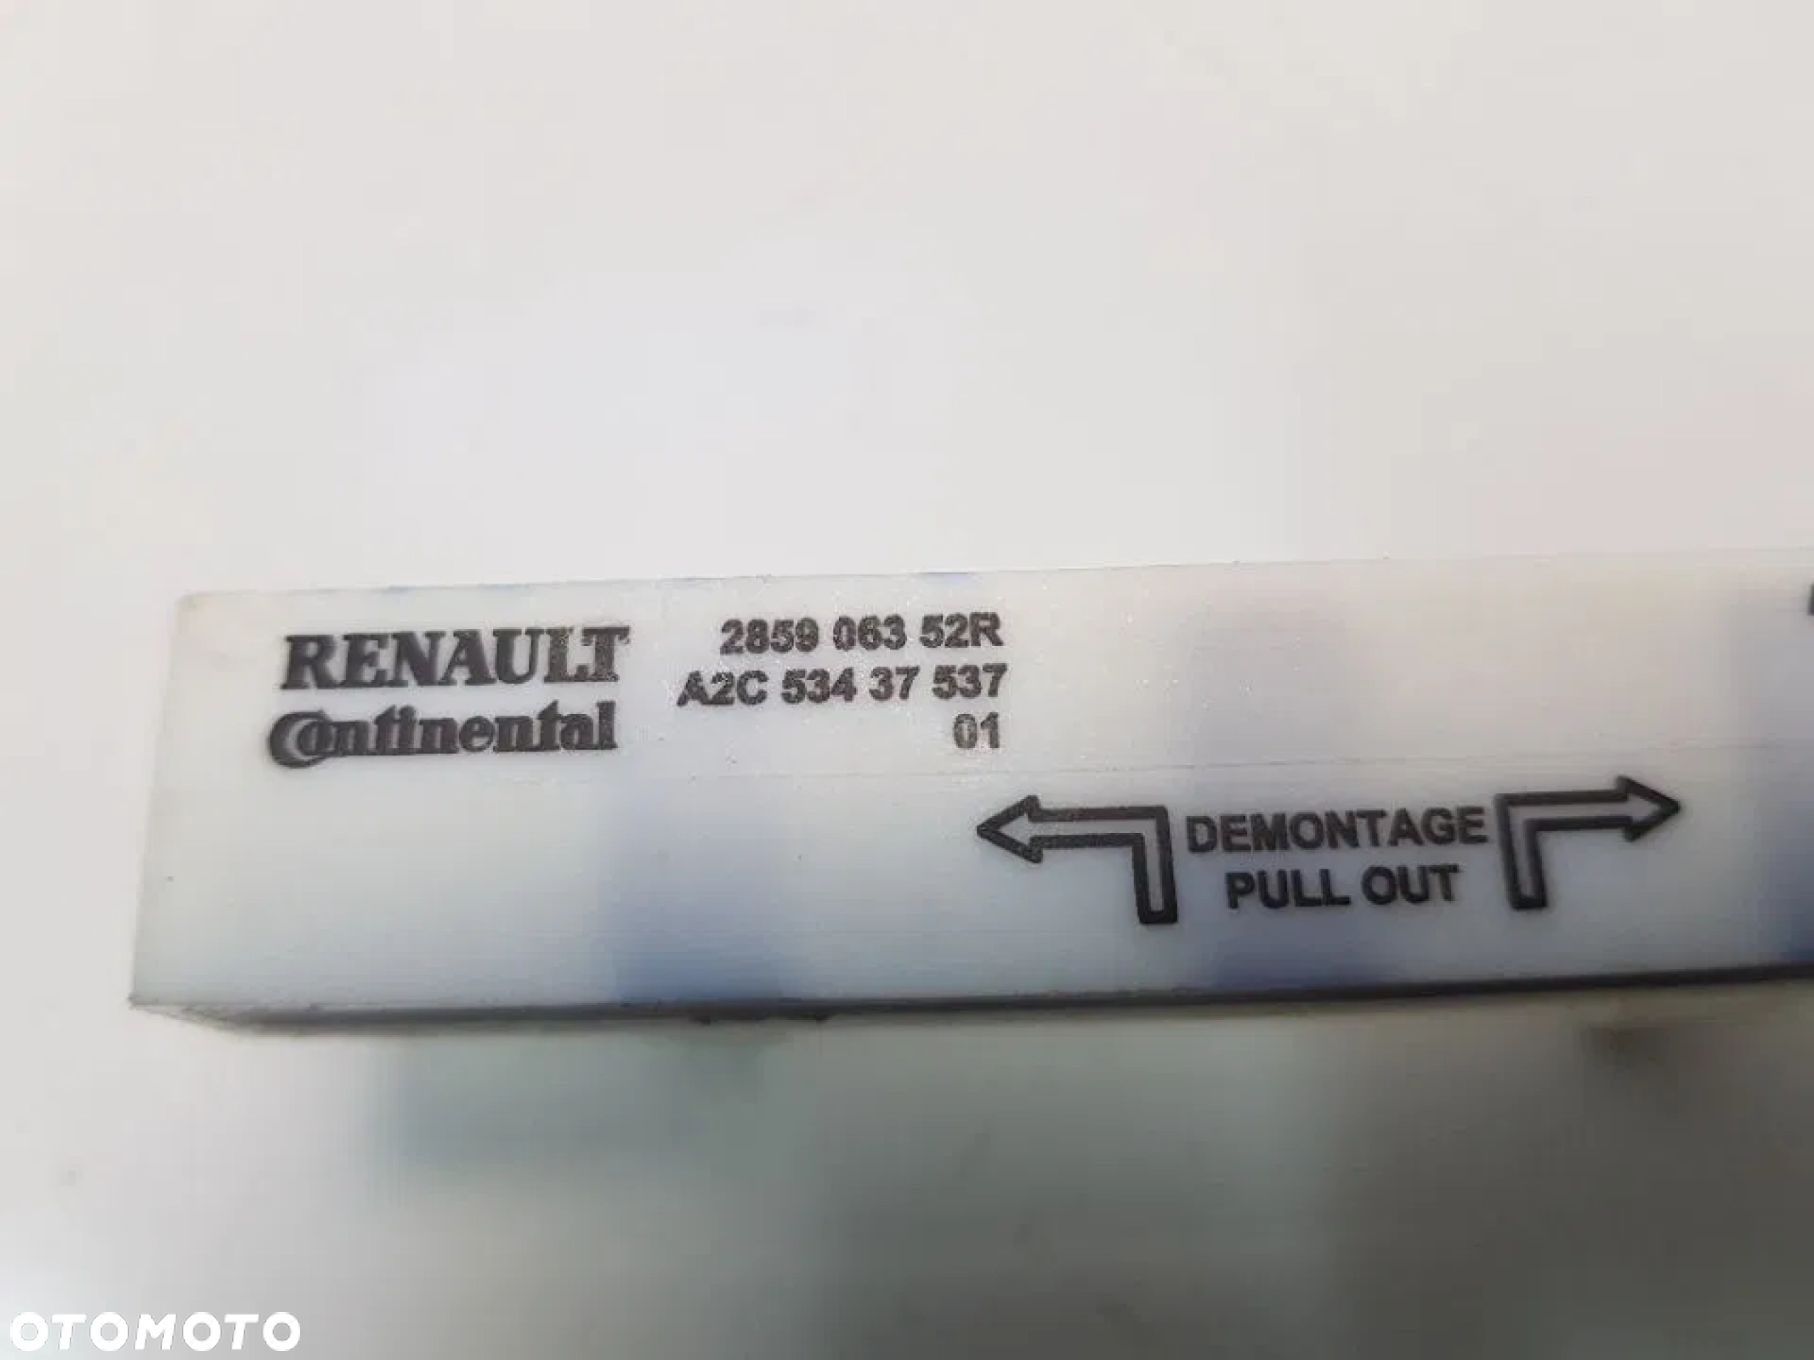 RENAULT
Continental
2859 063 52R
A2C 534 37 537
01
DEMONTAGE
PULL OUT
OTOMOTO